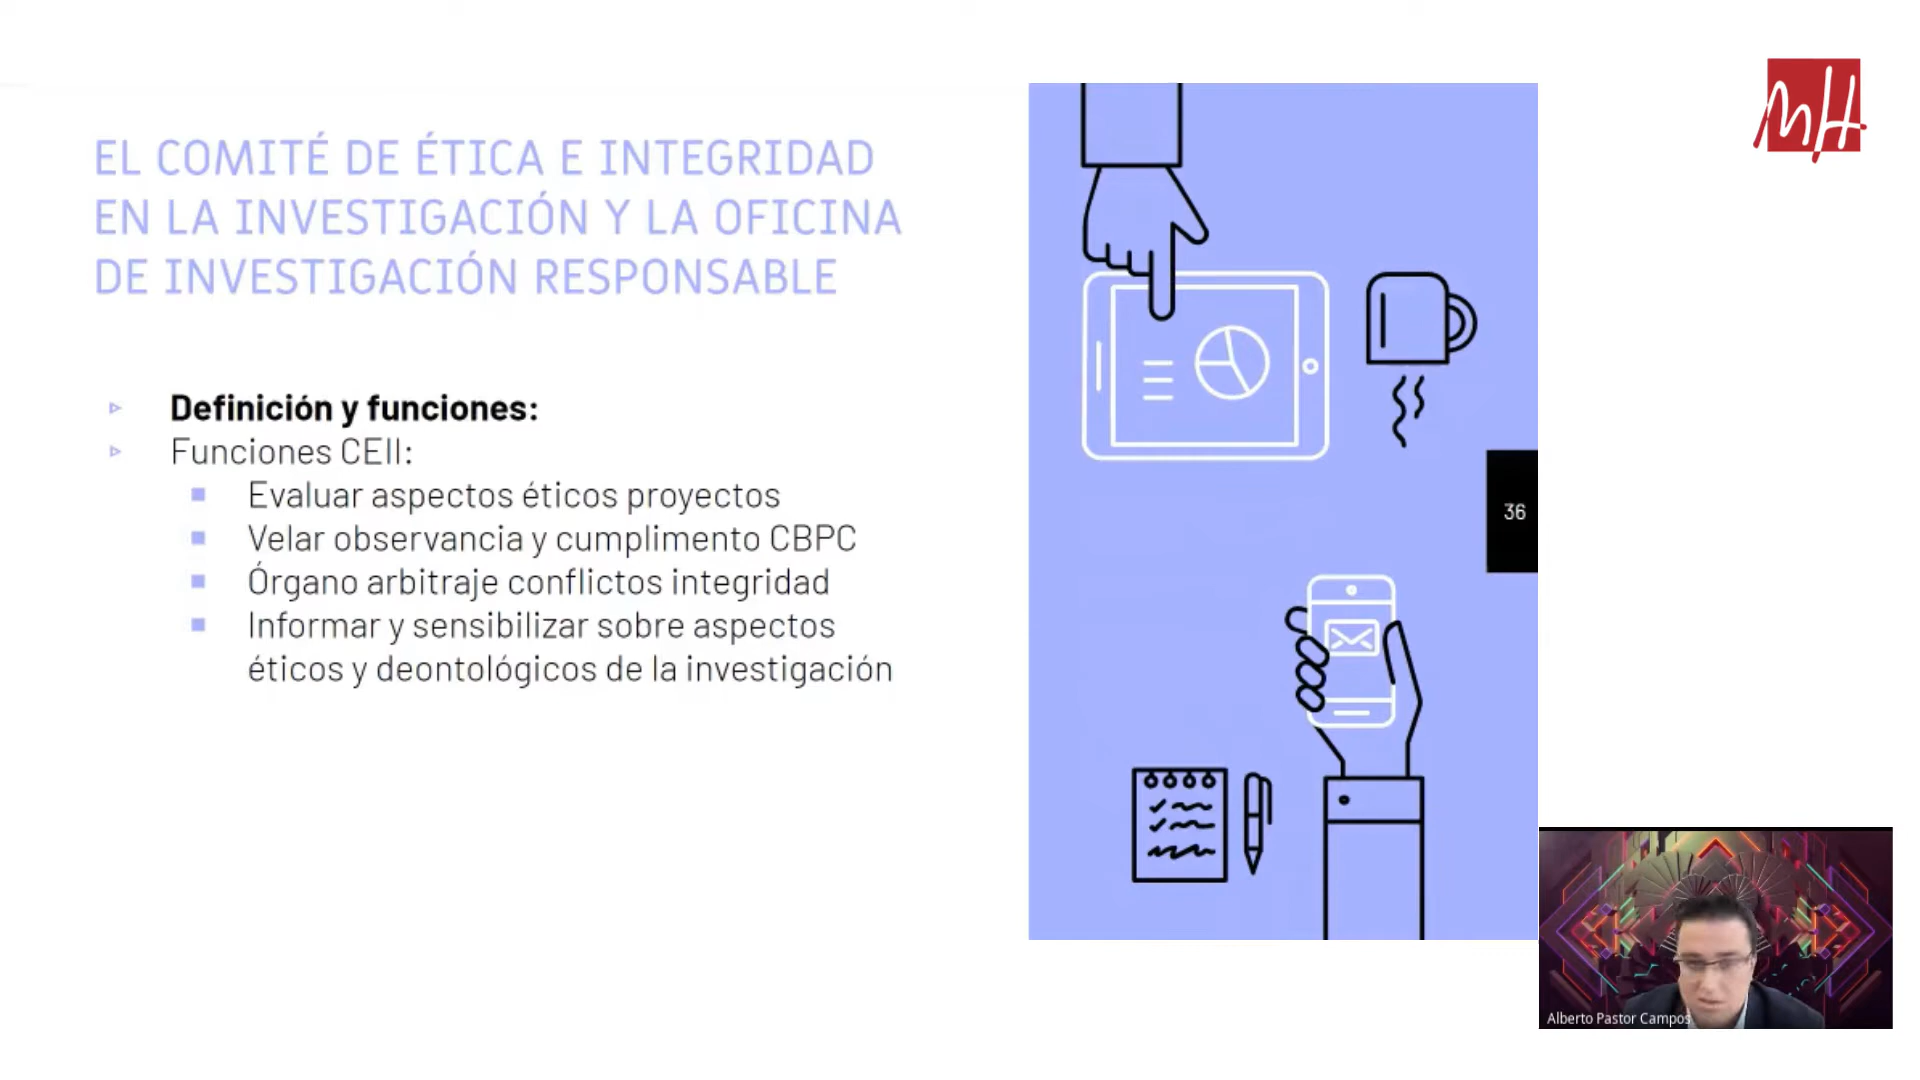 EL COMITÉ DE ÉTICA E INTEGRIDAD
EN LA INVESTIGACIÓN Y LA OFICINA
DE INVESTIGACIÓN RESPONSABLE
Definición y funciones:
Funciones CEII:
Evaluar aspectos éticos proyectos
Velar observancia y cumplimento CBPC
Órgano arbitraje conflictos integridad
Informar y sensibilizar sobre aspectos
éticos y deontológicos de la investigación
36
MH
Alberto Pastor Campos